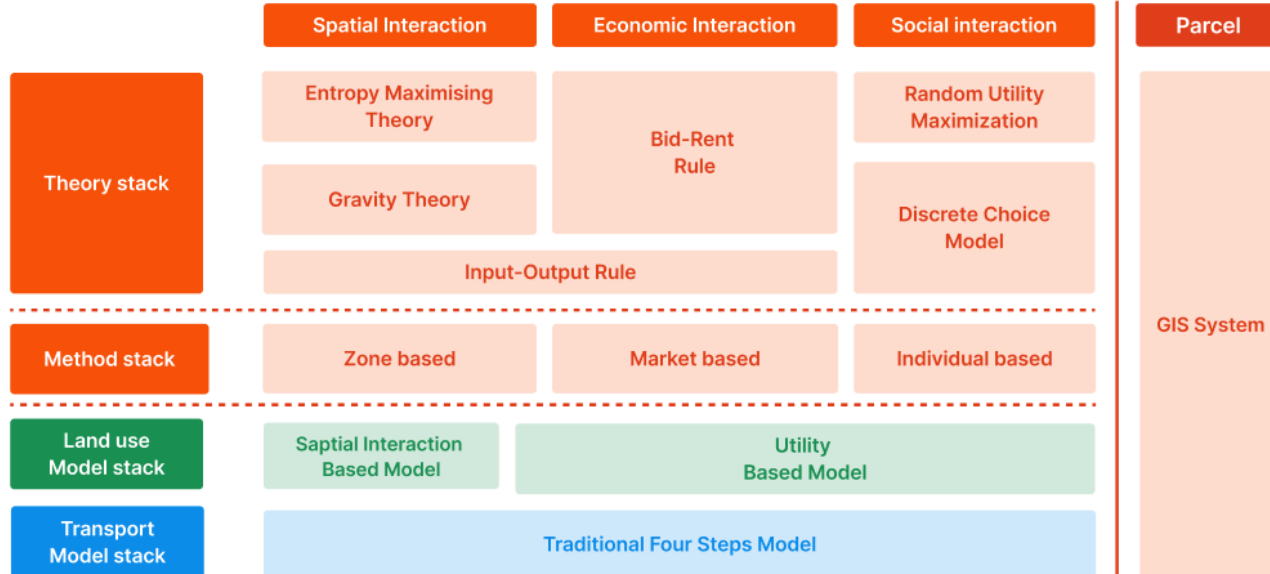 Spatial Interaction
Economic Interaction
Social interaction
Parcel
Theory stack
Entropy Maximising
Theory
Gravity Theory
Bid-Rent
Rule
Input-Output Rule
Random Utility
Maximization
Discrete Choice
Model
GIS System
Method stack
Zone based
Market based
Individual based
Land use
Model stack
Saptial Interaction
Based Model
Utility
Based Model
Transport
Model stack
Traditional Four Steps Model